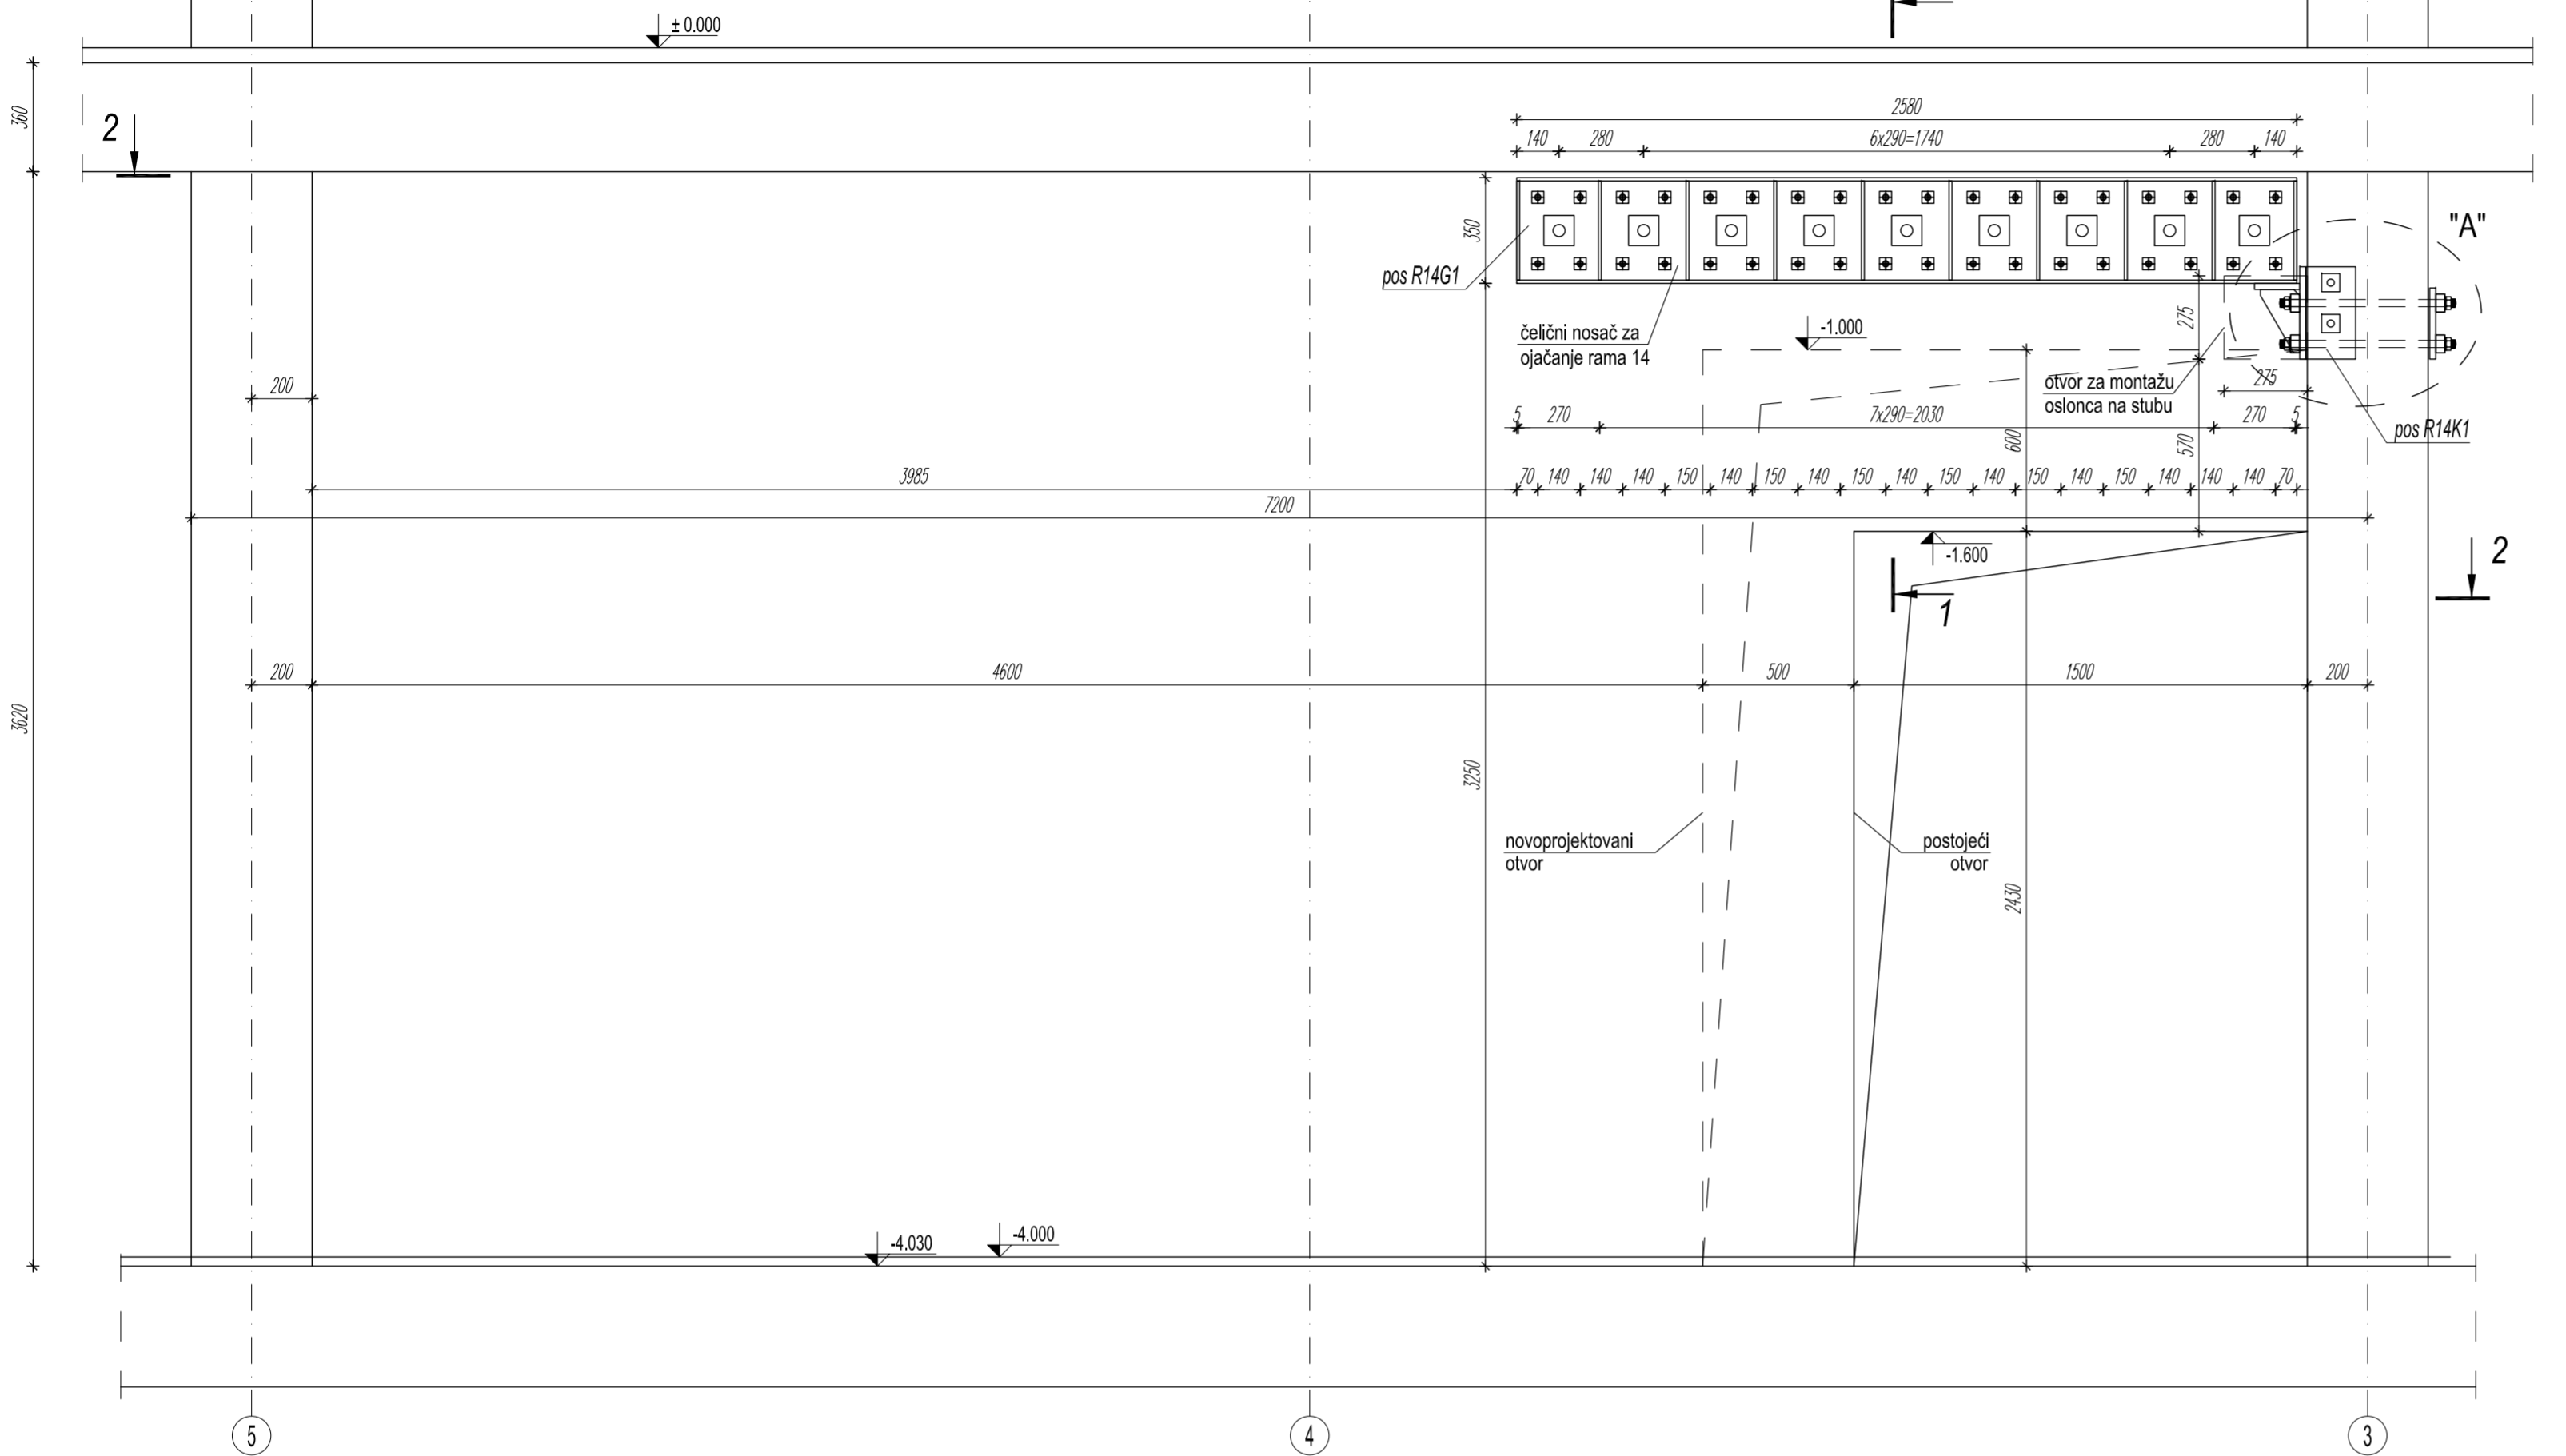 ± 0.000
360
2
2580
140 280 6x290=1740 280 140
350
"A"
pos R14G1
čelični nosač za
ojačanje rama 14
-1.000
275
otvor za montažu
oslonca na stubu
275
pos R14K1
200
5 270 7x290=2030 270 5
600
570
3985
70 140 140 140 150 140 150 140 150 140 150 140 150 140 150 140 140 140 70
7200
-1.600
1
2
200 4600 500 1500 200
3620
3250
novoprojektovani
otvor
postojeći
otvor
2430
-4.030
-4.000
5 4 3